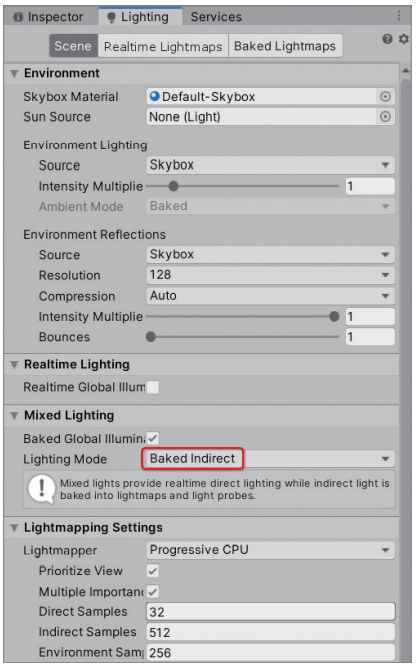 Inspector Lighting Services
Scene Realtime Lightmaps Baked Lightmaps
Environment
Skybox Material Default-Skybox
Sun Source None (Light)
Environment Lighting
Source Skybox
Intensity Multiplie 1
Ambient Mode Baked
Environment Reflections
Source Skybox
Resolution 128
Compression Auto
Intensity Multiplie 1
Bounces 1
Realtime Lighting
Realtime Global Illum
Mixed Lighting
Baked Global Illumin
Lighting Mode Baked Indirect
Mixed lights provide realtime direct lighting while indirect light is
baked into lightmaps and light probes.
Lightmapping Settings
Lightmapper Progressive CPU
Prioritize View
Multiple Importan
Direct Samples 32
Indirect Samples 512
Environment Sam 256